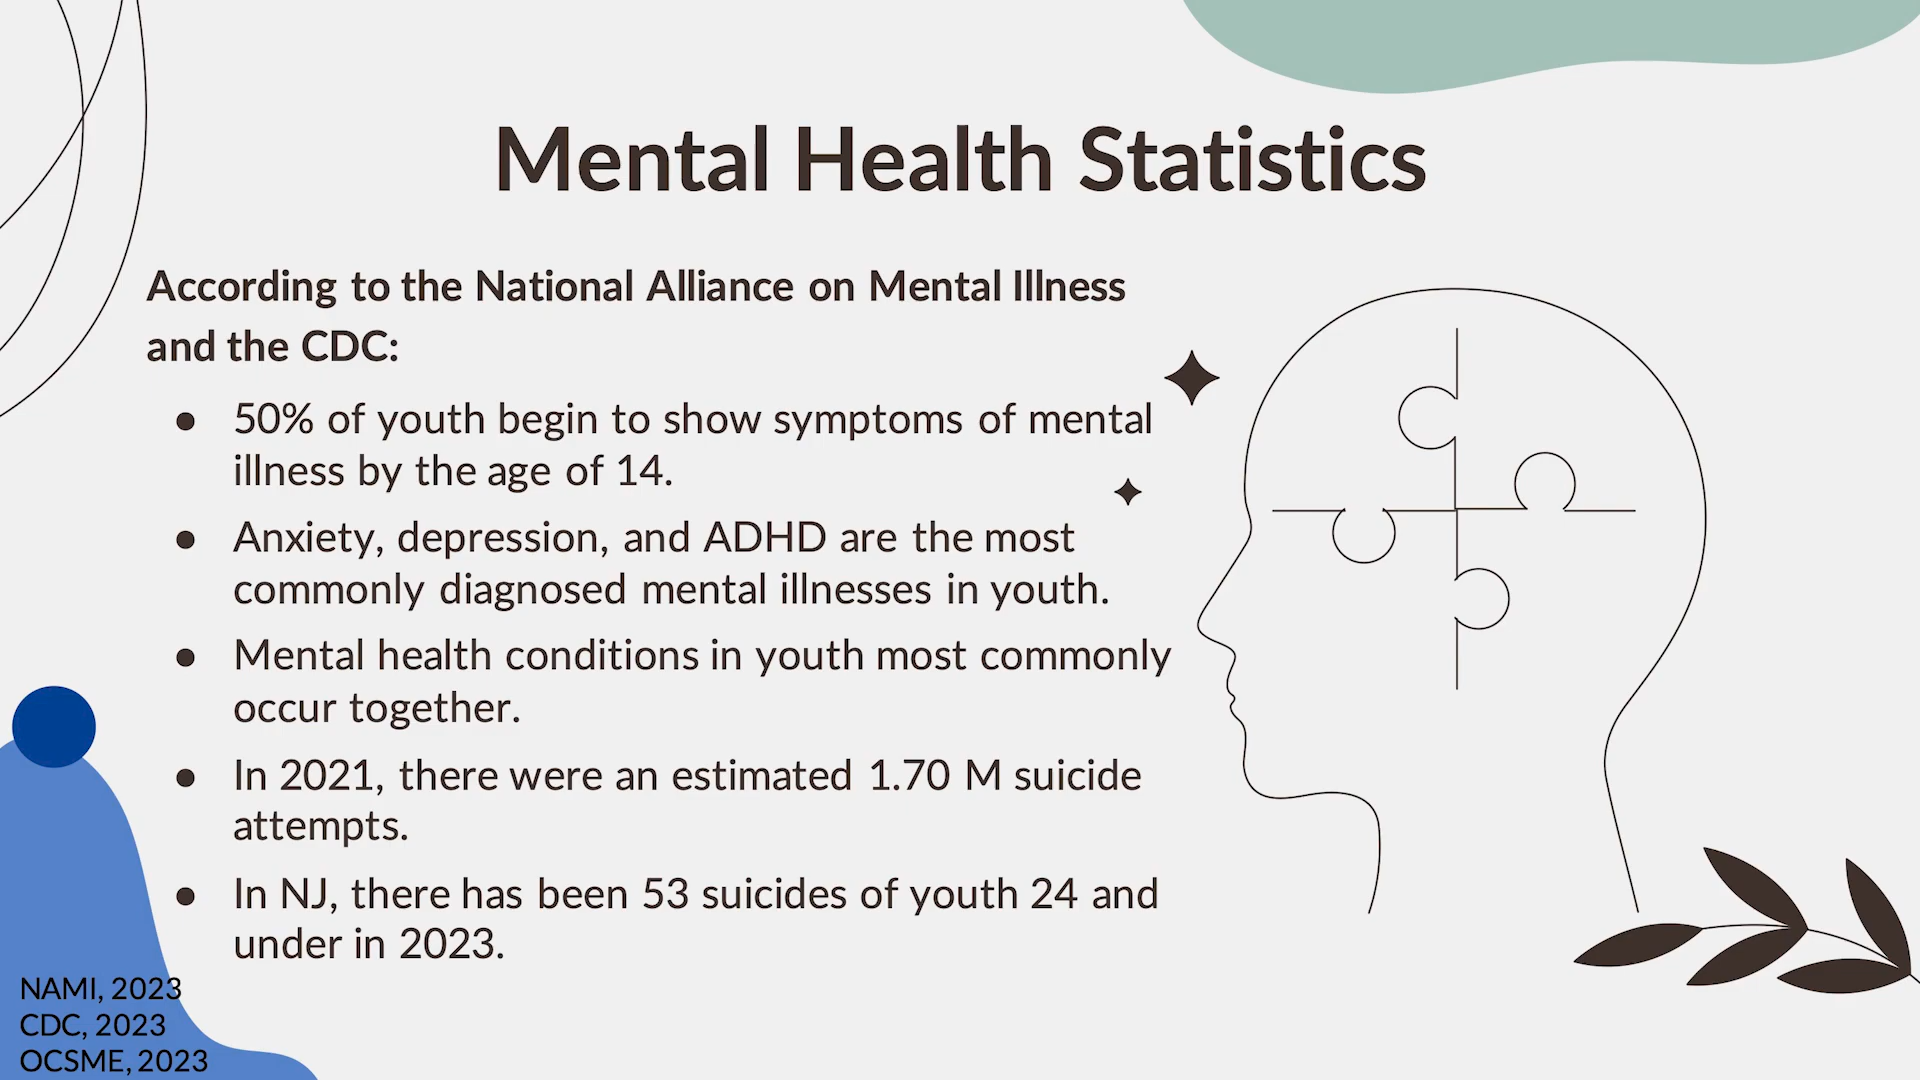 Mental Health Statistics
According to the National Alliance on Mental Illness
and the CDC:
● 50% of youth begin to show symptoms of mental
illness by the age of 14.
● Anxiety, depression, and ADHD are the most
commonly diagnosed mental illnesses in youth.
● Mental health conditions in youth most commonly
occur together.
● In 2021, there were an estimated 1.70 M suicide
attempts.
● In NJ, there has been 53 suicides of youth 24 and
under in 2023.
NAMI, 2023
CDC, 2023
OCSME, 2023